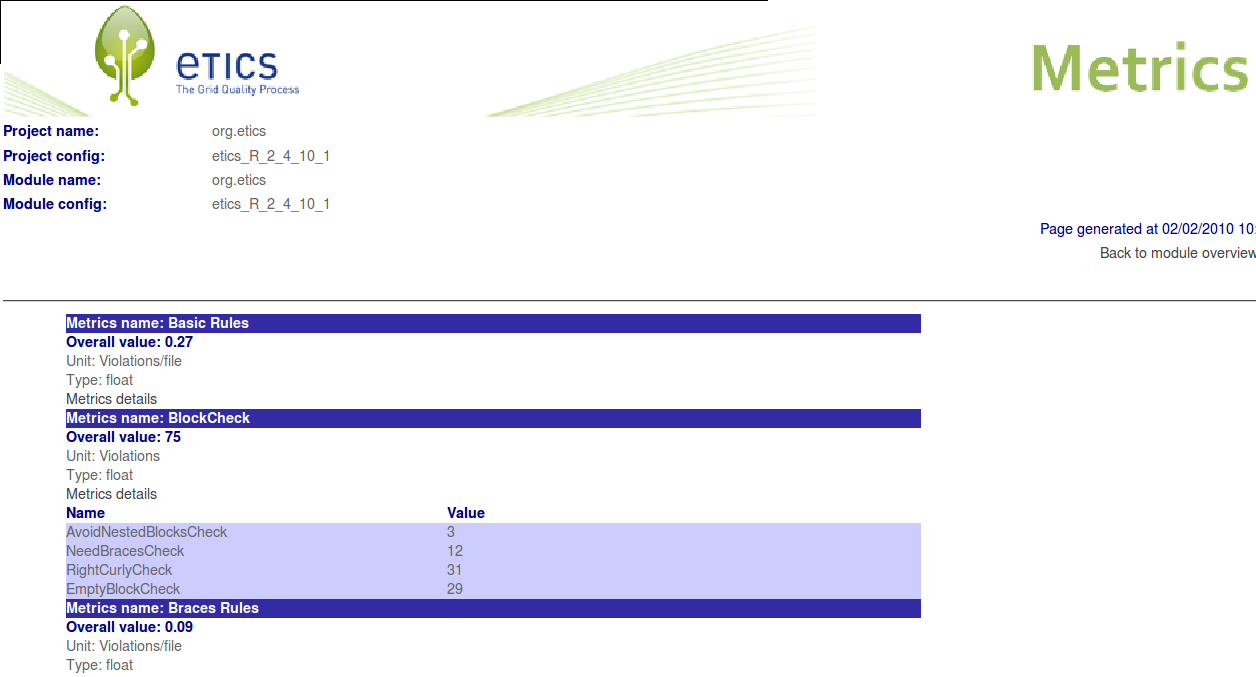 etics
The Grid Quality Process
Metrics
Project name: org.etics
Project config: etics_R_2_4_10_1
Module name: org.etics
Module config: etics_R_2_4_10_1
Page generated at 02/02/2010 10:
Back to module overview
Metrics name: Basic Rules
Overall value: 0.27
Unit: Violations/file
Type: float
Metrics details
Metrics name: BlockCheck
Overall value: 75
Unit: Violations
Type: float
Metrics details
Name Value
AvoidNestedBlocksCheck 3
NeedBracesCheck 12
RightCurlyCheck 31
EmptyBlockCheck 29
Metrics name: Braces Rules
Overall value: 0.09
Unit: Violations/file
Type: float